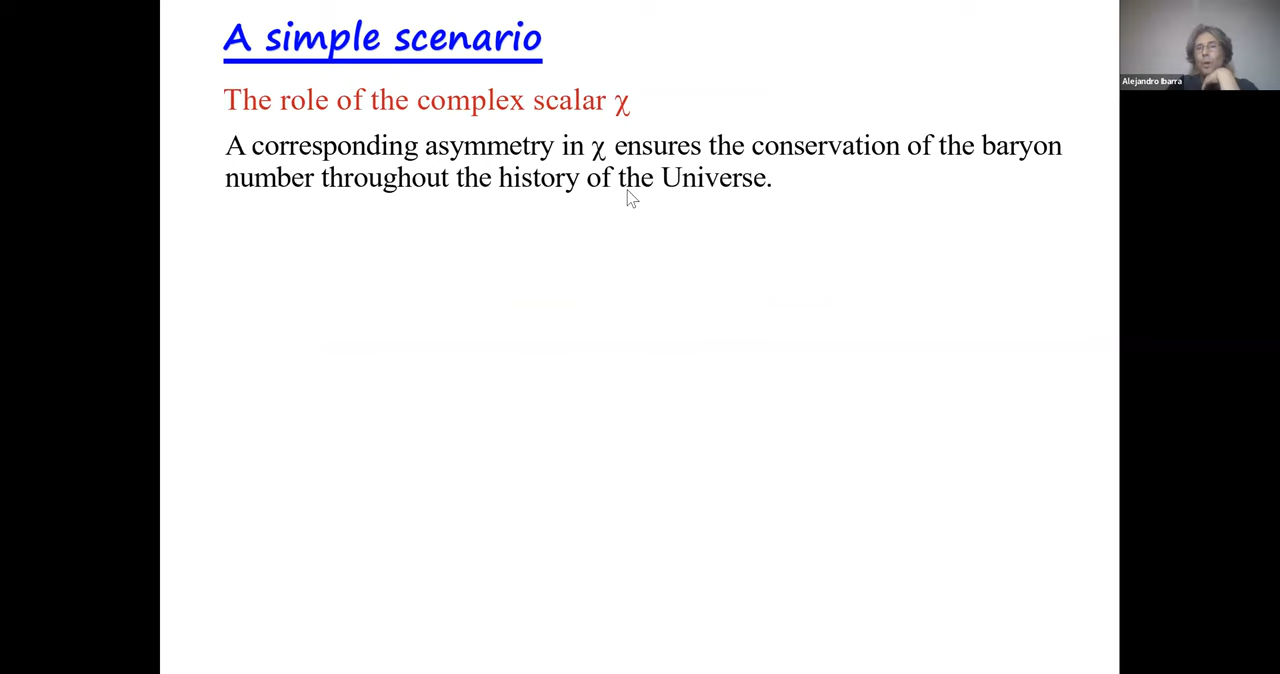 A simple scenario
The role of the complex scalar χ
A corresponding asymmetry in χ ensures the conservation of the baryon
number throughout the history of the Universe.
Alejandro Ibarra